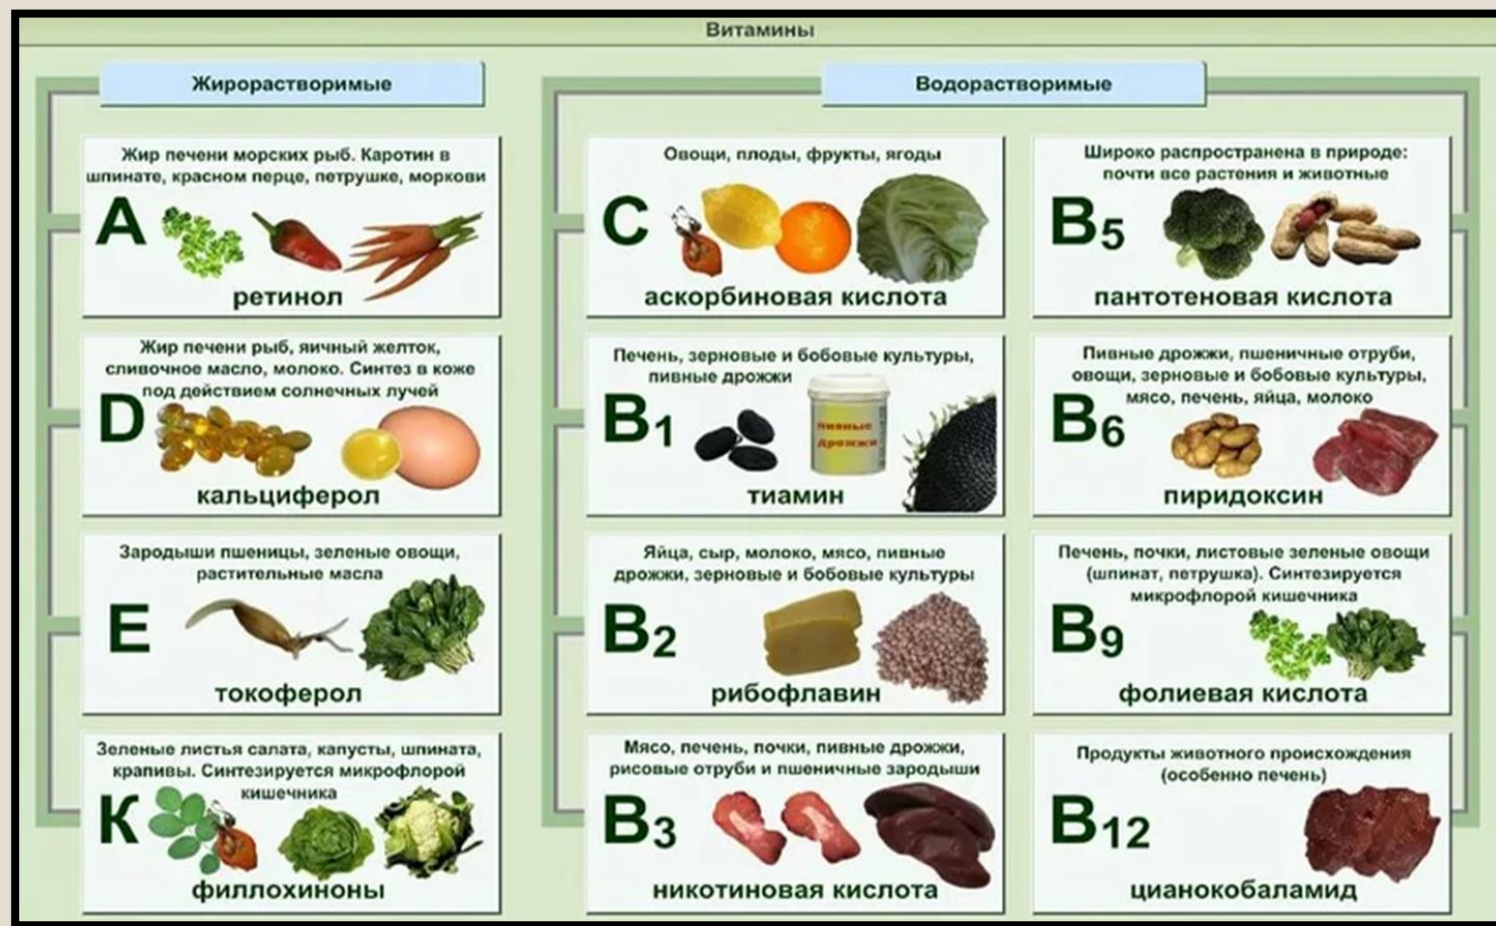 Витамины
Жирорастворимые
Жир печени морских рыб. Каротин в
шпинате, красном перце, петрушке, моркови
A
ретинол
Жир печени рыб, яичный желток,
сливочное масло, молоко. Синтез в коже
под действием солнечных лучей
D
кальциферол
Зародыши пшеницы, зеленые овощи,
растительные масла
E
токоферол
Зеленые листья салата, капусты, шпината,
крапивы. Синтезируется микрофлорой
кишечника
К
филлохиноны
Водорастворимые
Овощи, плоды, фрукты, ягоды
C
аскорбиновая кислота
Печень, зерновые и бобовые культуры,
пивные дрожжи
B1
пивные
дрожжи
тиамин
Яйца, сыр, молоко, мясо, пивные
дрожжи, зерновые и бобовые культуры
B2
рибофлавин
Мясо, печень, почки, пивные дрожжи,
рисовые отруби и пшеничные зародыши
B3
никотиновая кислота
Широко распространена в природе:
почти все растения и животные
B5
пантотеновая кислота
Пивные дрожжи, пшеничные отруби,
овощи, зерновые и бобовые культуры,
мясо, печень, яйца, молоко
B6
пиридоксин
Печень, почки, листовые зеленые овощи
(шпинат, петрушка). Синтезируется
микрофлорой кишечника
B9
фолиевая кислота
Продукты животного происхождения
(особенно печень)
B12
цианокобаламид